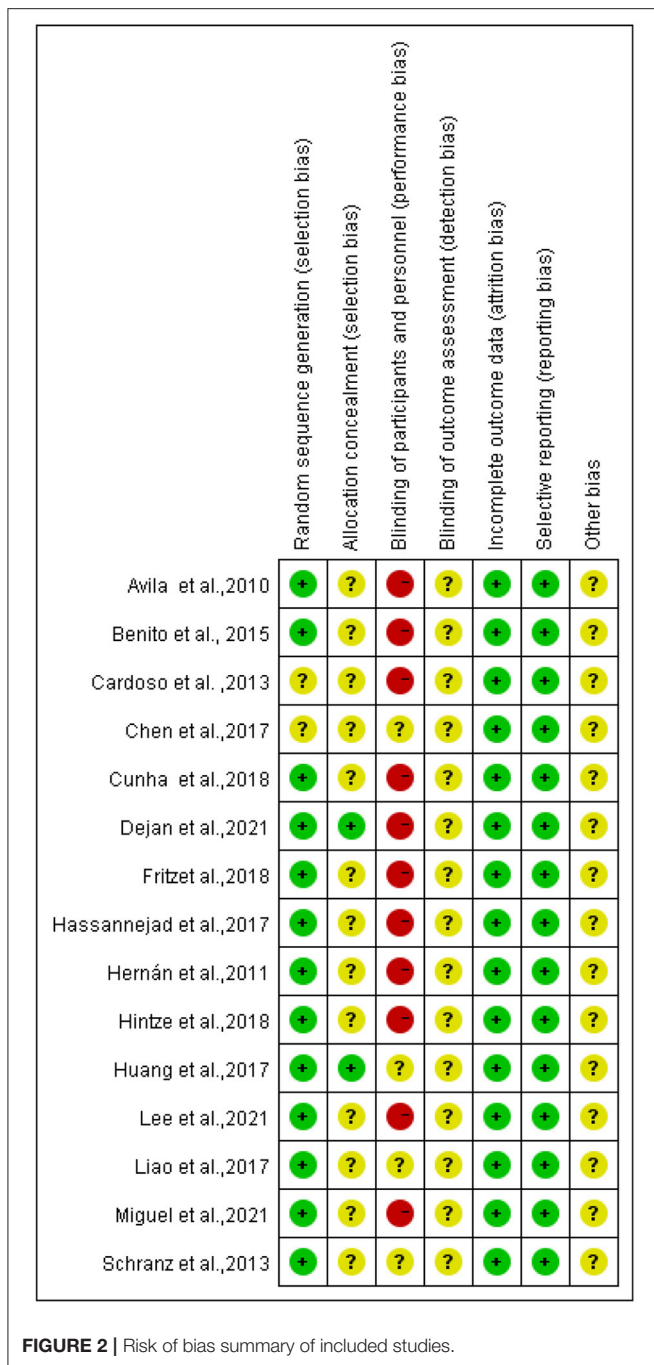 Random sequence generation (selection bias)
Allocation concealment (selection bias)
Blinding of participants and personnel (performance bias)
Blinding of outcome assessment (detection bias)
Incomplete outcome data (attrition bias)
Selective reporting (reporting bias)
Other bias
Avila et al.,2010 + ? - ? + + ?
Benito et al., 2015 + ? - ? + + ?
Cardoso et al. ,2013 ? ? - ? + + ?
Chen et al.,2017 ? ? ? ? + + ?
Cunha et al.,2018 + ? - ? + + ?
Dejan et al.,2021 + + - ? + + ?
Fritzet al.,2018 + ? - ? + + ?
Hassannejad et al.,2017 + ? - ? + + ?
Hernán et al.,2011 + ? - ? + + ?
Hintze et al.,2018 + ? - ? + + ?
Huang et al.,2017 + + ? ? + + ?
Lee et al.,2021 + ? - ? + + ?
Liao et al.,2017 + ? ? ? + + ?
Miguel et al.,2021 + ? - ? + + ?
Schranz et al.,2013 + ? ? ? + + ?
FIGURE 2 | Risk of bias summary of included studies.